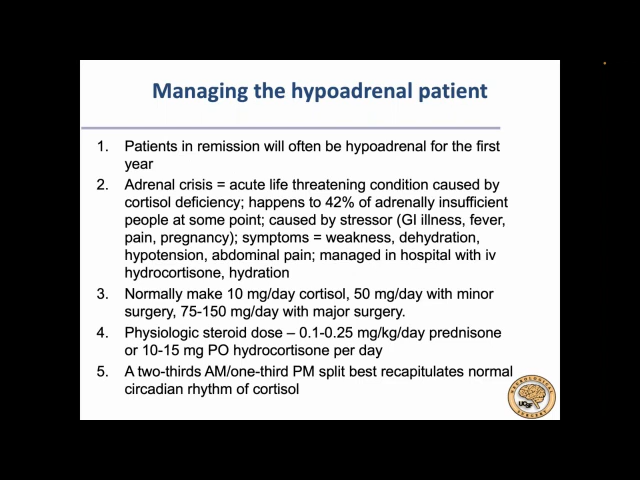 Managing the hypoadrenal patient
1. Patients in remission will often be hypoadrenal for the first
year
2. Adrenal crisis = acute life threatening condition caused by
cortisol deficiency; happens to 42% of adrenally insufficient
people at some point; caused by stressor (GI illness, fever,
pain, pregnancy); symptoms = weakness, dehydration,
hypotension, abdominal pain; managed in hospital with iv
hydrocortisone, hydration
3. Normally make 10 mg/day cortisol, 50 mg/day with minor
surgery, 75-150 mg/day with major surgery.
4. Physiologic steroid dose – 0.1-0.25 mg/kg/day prednisone
or 10-15 mg PO hydrocortisone per day
5. A two-thirds AM/one-third PM split best recapitulates normal
circadian rhythm of cortisol
NEUROLOGICAL
UCSF
SURGERY